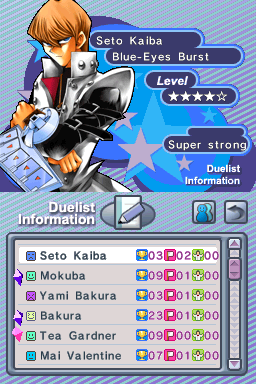 Seto Kaiba
Blue-Eyes Burst
Level
★★★★☆
Super strong
Duelist
Information
Duelist
Information
Seto Kaiba 03 02 00
Mokuba 09 01 00
Yami Bakura 03 01 00
Bakura 23 01 00
Tea Gardner 09 00 00
Mai Valentine 07 01 00